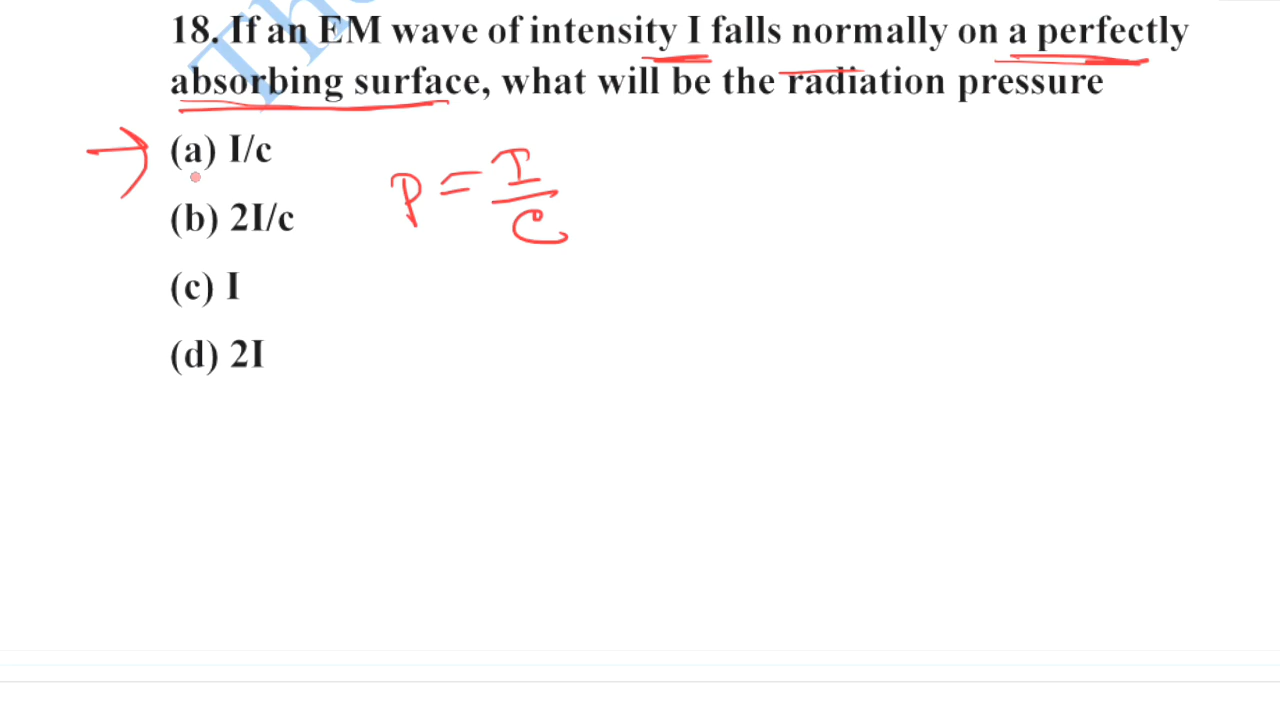 18. If an EM wave of intensity I falls normally on a perfectly
absorbing surface, what will be the radiation pressure
(a) I/c
(b) 2I/c
(c) I
(d) 2I
P = I/C
The